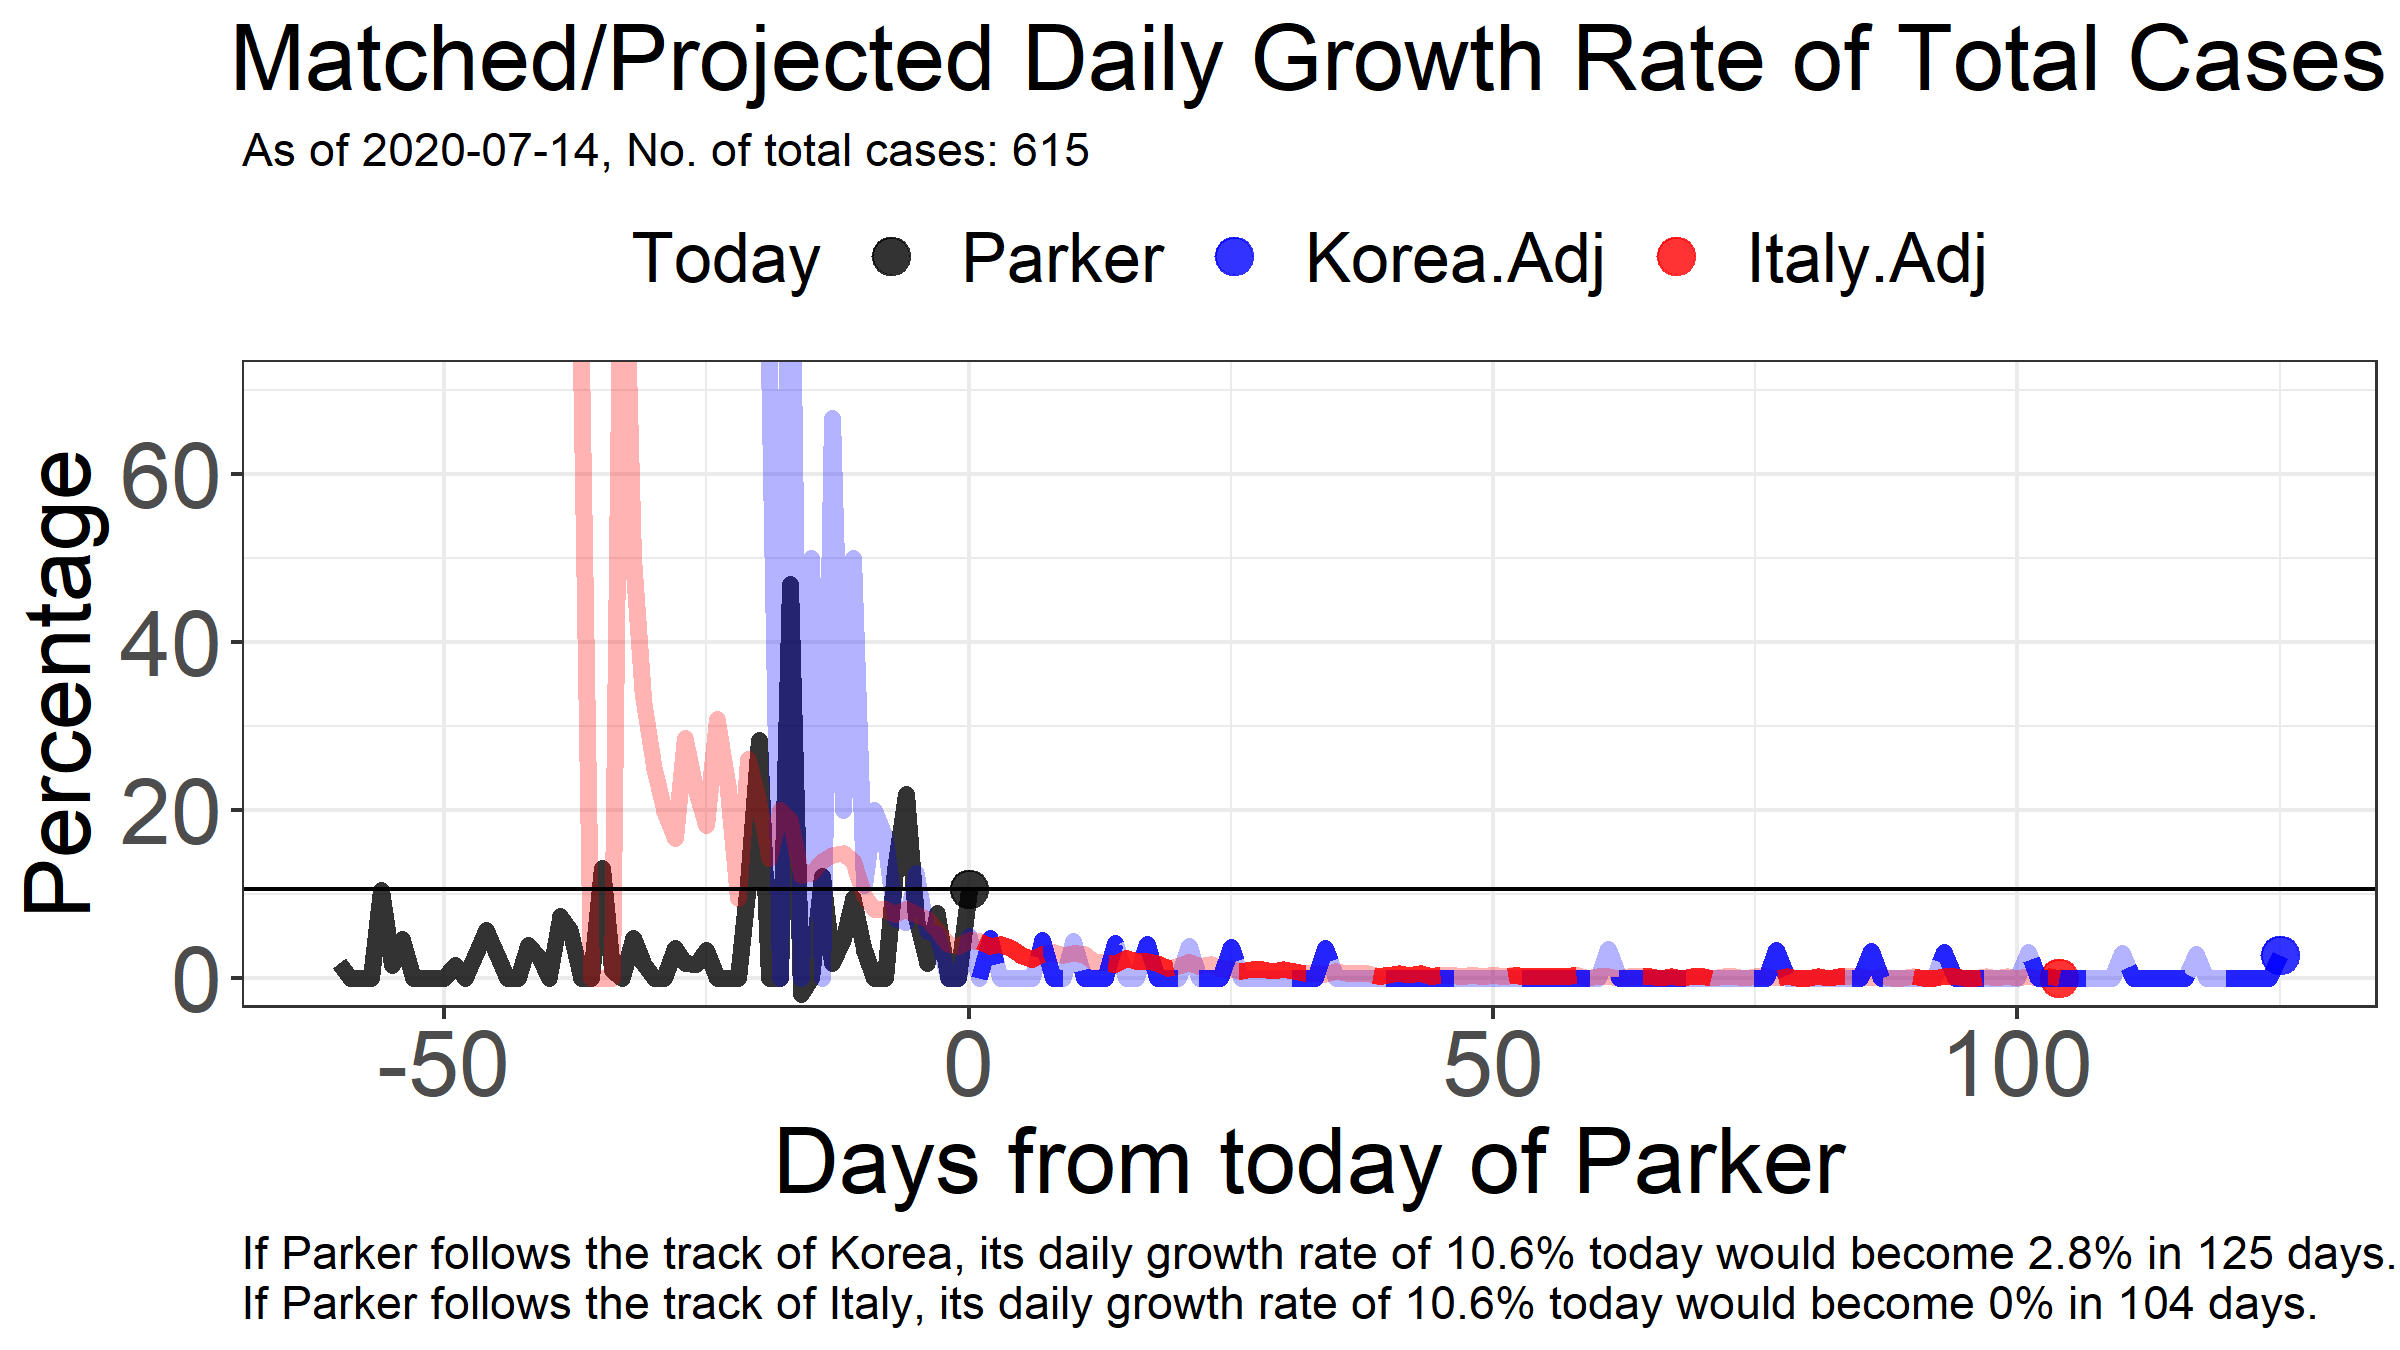 Matched/Projected Daily Growth Rate of Total Cases
As of 2020-07-14, No. of total cases: 615
Today Parker Korea.Adj Italy.Adj
Percentage
60
40
20
0
-50 0 50 100
Days from today of Parker
If Parker follows the track of Korea, its daily growth rate of 10.6% today would become 2.8% in 125 days.
If Parker follows the track of Italy, its daily growth rate of 10.6% today would become 0% in 104 days.